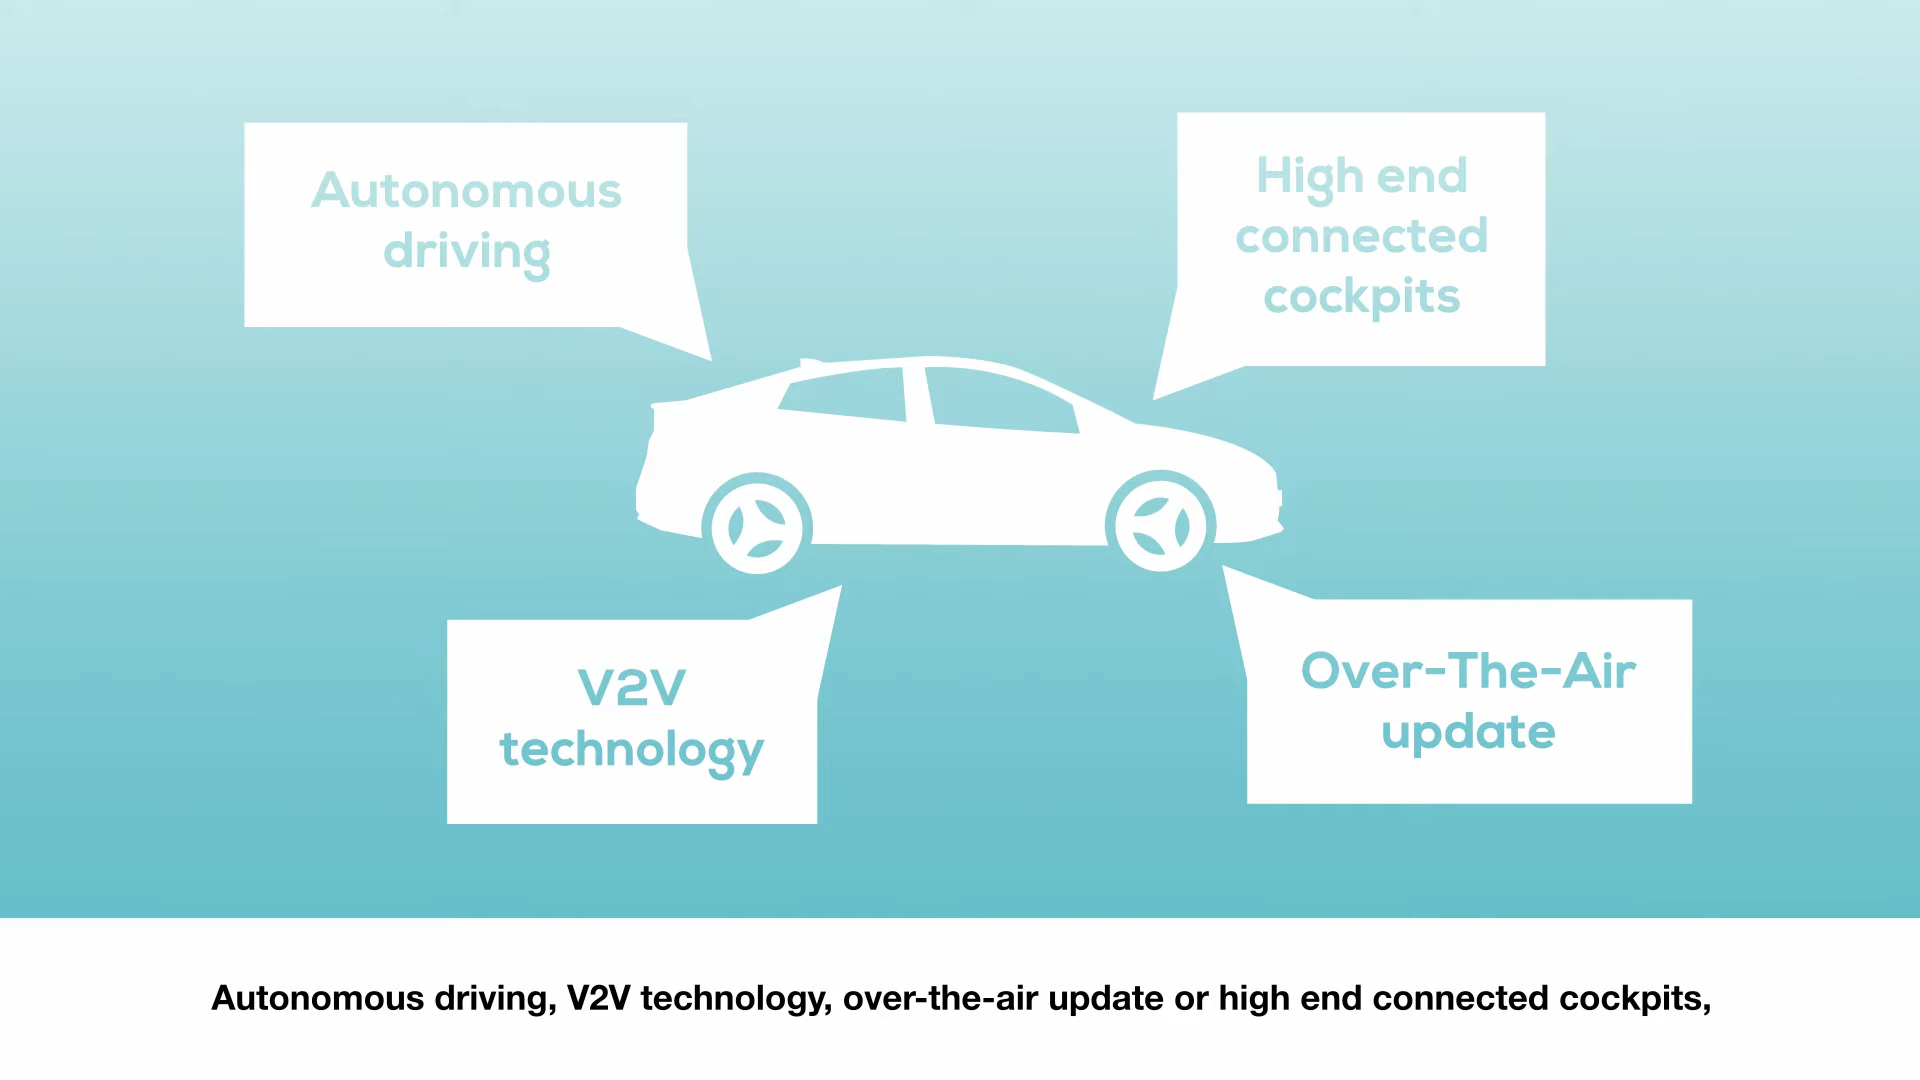 Autonomous
driving
High end
connected
cockpits
V2V
technology
Over-The-Air
update
Autonomous driving, V2V technology, over-the-air update or high end connected cockpits,